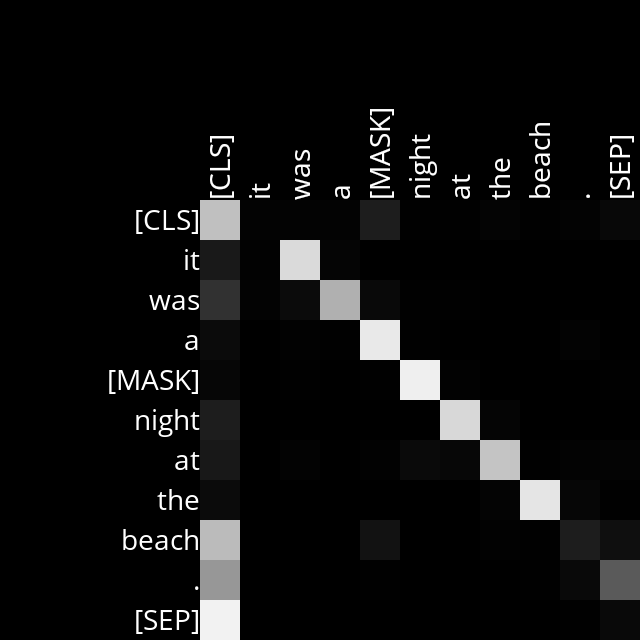 [CLS] it was a [MASK] night at the beach . [SEP]
[CLS]
it
was
a
[MASK]
night
at
the
beach
.
[SEP]